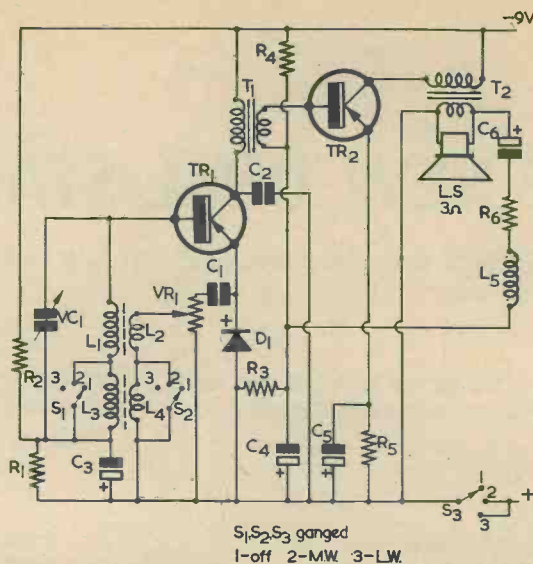 -9V
R4
T1
T2
TR2
C6
+
TR1
C2
LS
3Ω
R6
C1
VR1
L5
VC1
L1
L2
+
D1
R2
3
2
1
3
2
1
R3
S1
L3
L4
S2
R1
C3
+
C4
+
C5
+
R5
S3
1
2
3
+
S1,S2,S3 ganged
1-off 2-M.W. 3-L.W.